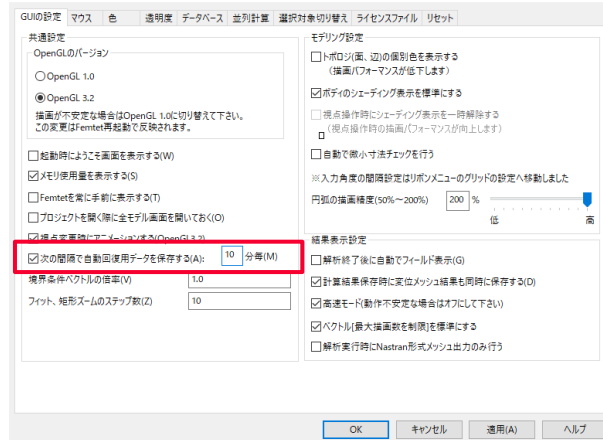 GUIの設定 マウス 色 透明度 データベース 並列計算 選択対象切り替え ライセンスファイル リセット
共通設定
OpenGLのバージョン
OpenGL 1.0
OpenGL 3.2
描画が不安定な場合はOpenGL 1.0に切り替えて下さい。
この変更はFemtet再起動で反映されます。
起動時にようこそ画面を表示する(W)
メモリ使用量を表示する(S)
Femtetを常に手前に表示する(T)
プロジェクトを開く際に全モデル画面を開いておく(O)
視点変更時にアニメーションする(OpenGL3.2)
次の間隔で自動回復用データを保存する(A): 10 分毎(M)
境界条件ベクトルの倍率(V) 1.0
フィット、矩形ズームのステップ数(Z) 10
モデリング設定
トポロジ(面、辺)の個別色を表示する
(描画パフォーマンスが低下します)
ボディのシェーディング表示を標準にする
視点操作時にシェーディング表示を一時解除する
(視点操作時の描画パフォーマンスが向上します)
自動で微小寸法チェックを行う
※入力角度の間隔設定はリボンメニューのグリッドの設定へ移動しました
円弧の描画精度(50%～200%) 200 %
低 高
結果表示設定
解析終了後に自動でフィールド表示(G)
計算結果保存時に変位メッシュ結果も同時に保存する(D)
高速モード(動作不安定な場合はオフにして下さい)
ベクトル[最大描画数を制限]を標準にする
解析実行時にNastran形式メッシュ出力のみ行う
OK キャンセル 適用(A) ヘルプ